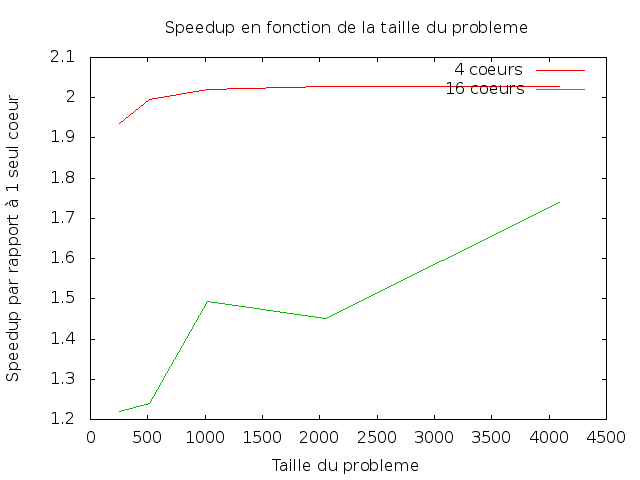 Speedup en fonction de la taille du probleme
2.1
2
1.9
1.8
1.7
1.6
1.5
1.4
1.3
1.2
Speedup par rapport à 1 seul coeur
4 coeurs
16 coeurs
0 500 1000 1500 2000 2500 3000 3500 4000 4500
Taille du probleme